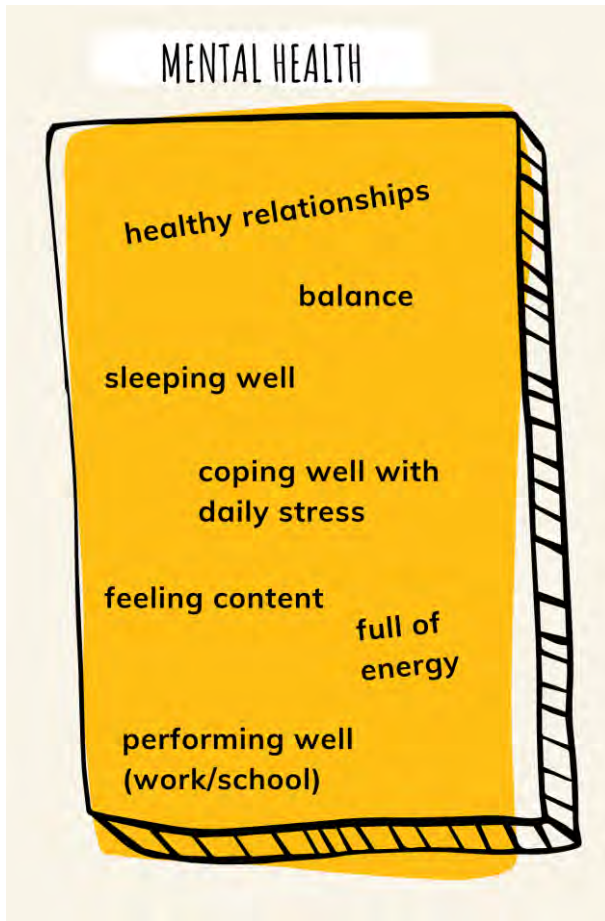 MENTAL HEALTH
healthy relationships
balance
sleeping well
coping well with
daily stress
feeling content
full of
energy
performing well
(work/school)